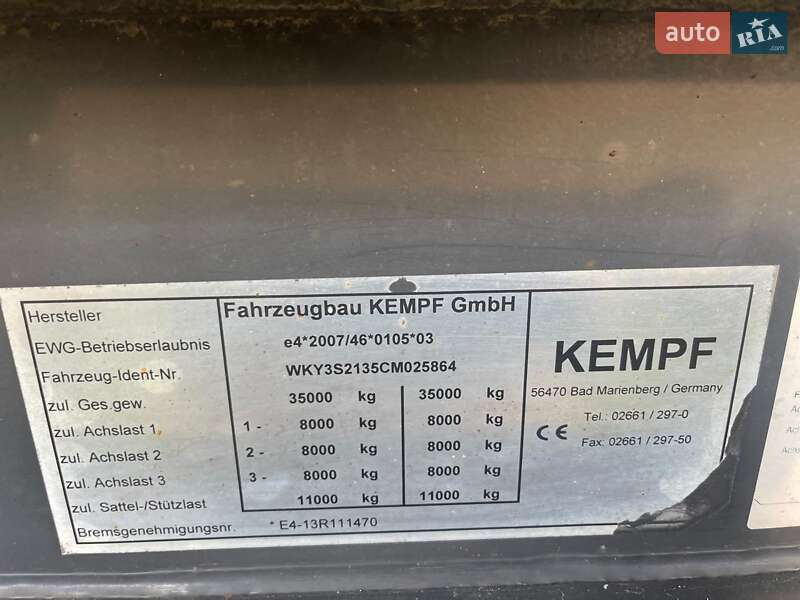 auto RIA
.com
Hersteller Fahrzeugbau KEMPF GmbH
EWG-Betriebserlaubnis e4*2007/46*0105*03
Fahrzeug-Ident-Nr. WKY3S2135CM025864
zul. Ges.gew. 35000 kg 35000 kg
zul. Achslast 1 1 - 8000 kg 8000 kg
zul. Achslast 2 2 - 8000 kg 8000 kg
zul. Achslast 3 3 - 8000 kg 8000 kg
zul. Sattel-/Stützlast 11000 kg 11000 kg
Bremsgenehmigungsnr. * E4-13R111470
KEMPF
56470 Bad Marienberg / Germany
Tel.: 02661 / 297-0
CE
Fax: 02661 / 297-50